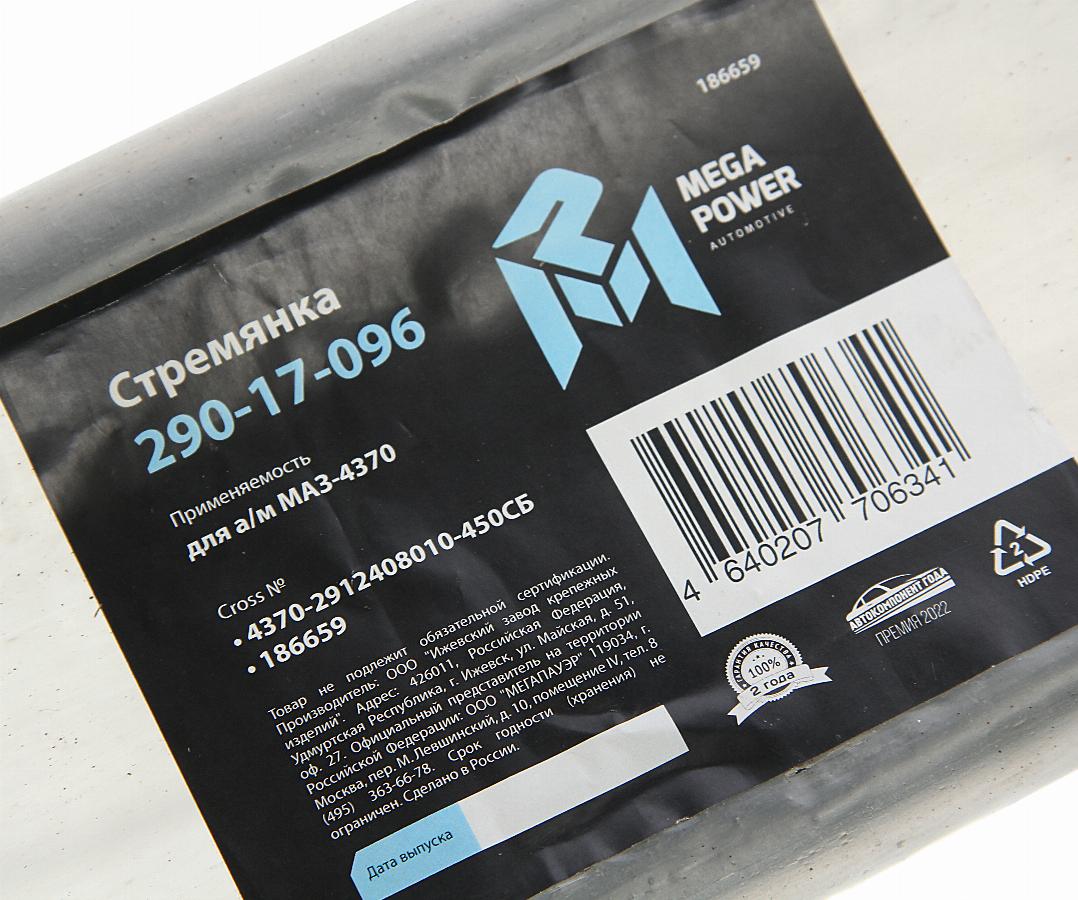 186659
MEGA
POWER
AUTOMOTIVE
Стремянка
290-17-096
Применяемость
для а/м МАЗ-4370
Cross №
• 4370-2912408010-450СБ
• 186659
Товар не подлежит обязательной сертификации.
Производитель: ООО "Ижевский завод крепежных
изделий". Адрес: 426011, Российская Федерация,
Удмуртская Республика, г. Ижевск, ул. Майская, д. 51,
оф. 27. Официальный представитель на территории
Российской Федерации: ООО "МЕГАПАУЭР" 119034, г.
Москва, пер. М.Левшинский, д. 10, помещение IV, тел. 8
(495) 363-66-78. Срок годности (хранения) не
ограничен. Сделано в России.
Дата выпуска
4 640207 706341
ГАРАНТИЯ КАЧЕСТВА
100%
2 года
АВТОКОМПОНЕНТ ГОДА
ПРЕМИЯ 2022
2
HDPE